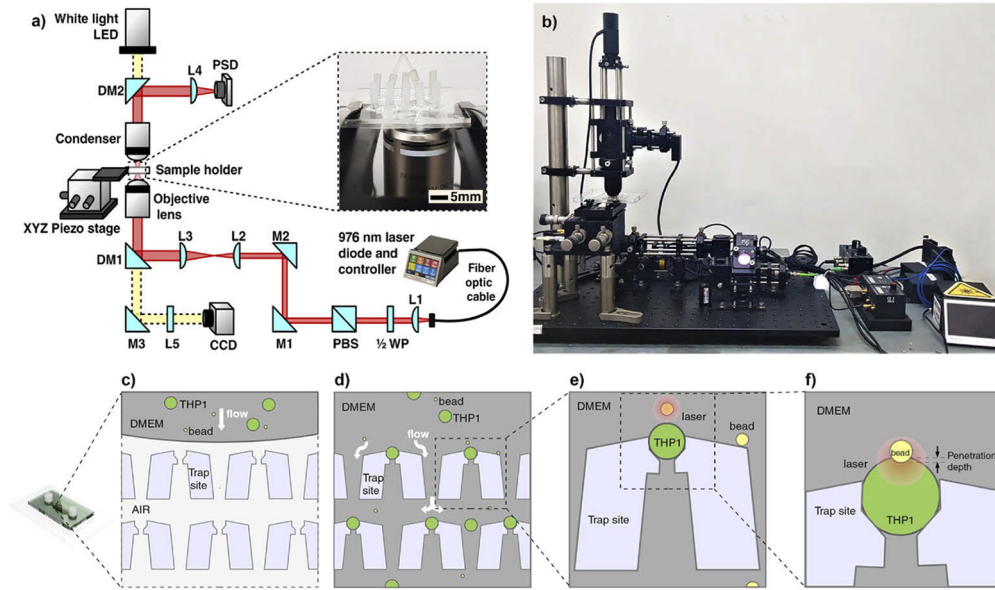 a)
White light
LED
L4
PSD
DM2
Condenser
Sample holder
Objective
lens
XYZ Piezo stage
5mm
L3
L2
M2
DM1
976 nm laser
diode and
controller
Fiber
optic
cable
L1
M3
L5
CCD
M1
PBS
½ WP
b)
c)
THP1
flow
DMEM
bead
Trap
site
AIR
d)
DMEM
bead
THP1
flow
flow
Trap
site
e)
DMEM
laser
bead
THP1
Trap site
f)
DMEM
bead
Penetration
depth
laser
Trap site
THP1